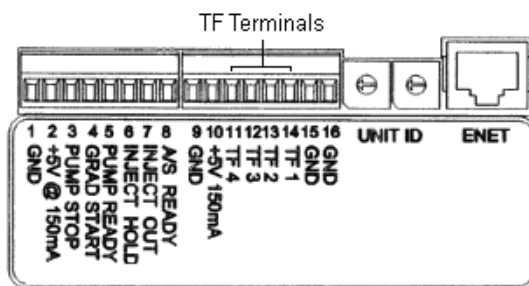 TF Terminals
1 2 3 4 5 6 7 8 9 10 11 12 13 14 15 16
GND
+5V @ 150mA
PUMP STOP
GRAD START
PUMP READY
INJECT HOLD
INJECT OUT
A/S READY
GND
+5V 150mA
TF 4
TF 3
TF 2
TF 1
GND
GND
UNIT ID
ENET